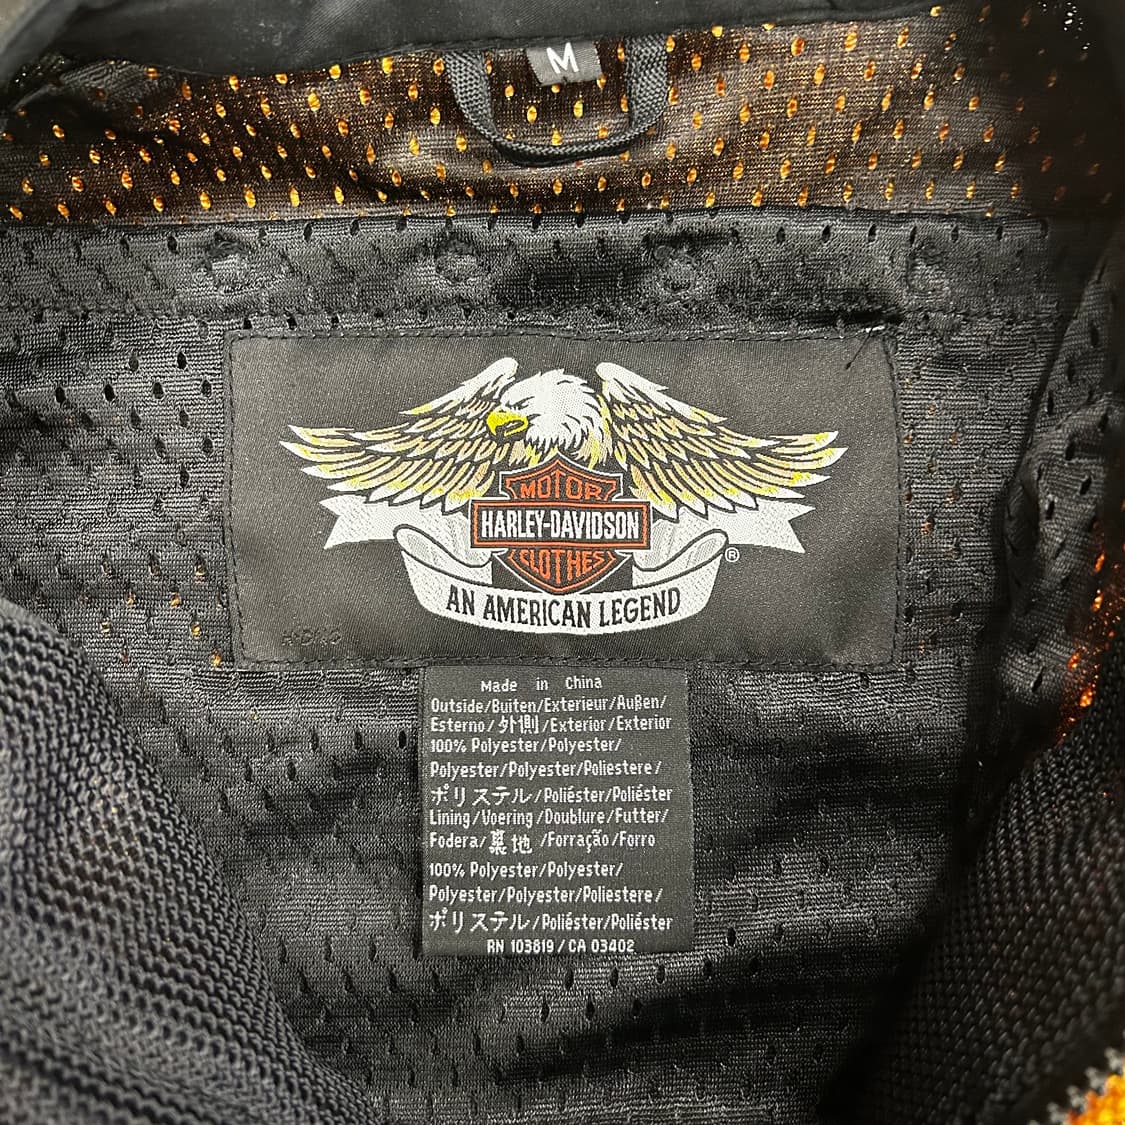 M
MOTOR
HARLEY-DAVIDSON
CLOTHES
®
AN AMERICAN LEGEND
Made in China
Outside/Buiten/Exterieur/Außen/
Esterno/外側/Exterior/Exterior
100% Polyester/Polyester/
Polyester/Polyester/Poliestere/
ポリステル/Poliéster/Poliéster
Lining/Voering/Doublure/Futter/
Fodera/裏地/Forração/Forro
100% Polyester/Polyester/
Polyester/Polyester/Poliestere/
ポリステル/Poliéster/Poliéster
RN 103819/CA 03402